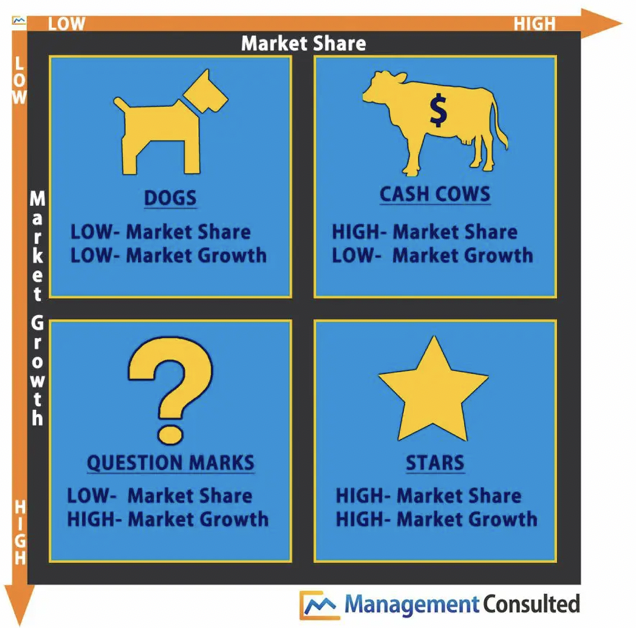 LOW HIGH
Market Share
LOW
Market Growth
HIGH
$
DOGS
LOW- Market Share
LOW- Market Growth
CASH COWS
HIGH- Market Share
LOW- Market Growth
QUESTION MARKS
LOW- Market Share
HIGH- Market Growth
STARS
HIGH- Market Share
HIGH- Market Growth
Management Consulted